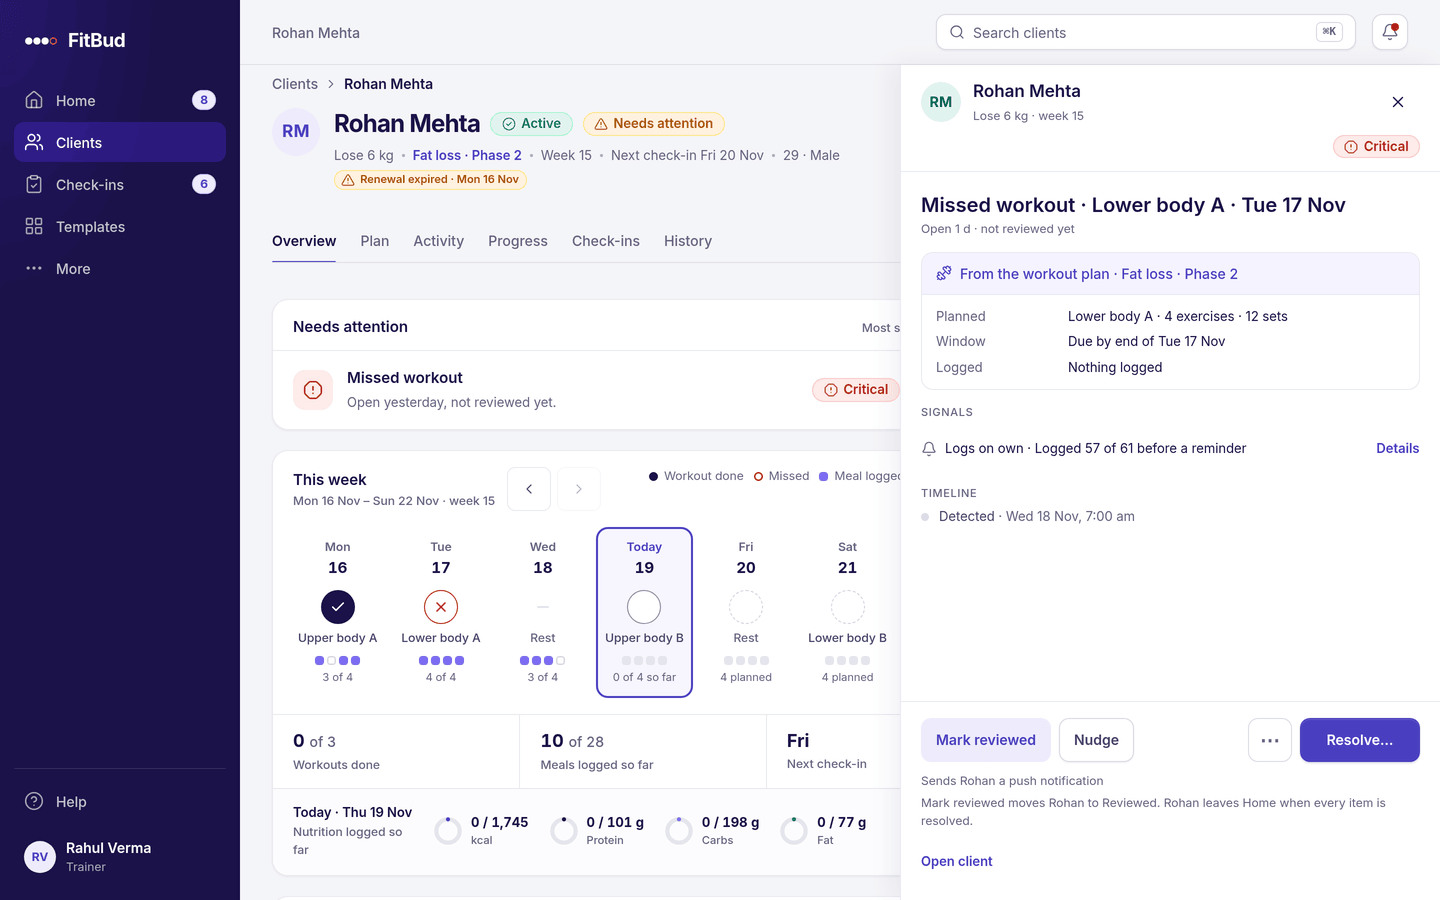 FitBud
Home 8
Clients
Check-ins 6
Templates
More
Help
RV
Rahul Verma
Trainer
Rohan Mehta
Search clients ⌘K
Clients > Rohan Mehta
RM
Rohan Mehta Active Needs attention
Lose 6 kg • Fat loss · Phase 2 • Week 15 • Next check-in Fri 20 Nov • 29 · Male
Renewal expired · Mon 16 Nov
Overview Plan Activity Progress Check-ins History
Needs attention Most s
Missed workout
Open yesterday, not reviewed yet.
Critical
This week
Mon 16 Nov – Sun 22 Nov · week 15
Workout done Missed Meal logged
Mon Tue Wed Today Fri Sat
16 17 18 19 20 21
Upper body A Lower body A Rest Upper body B Rest Lower body B
3 of 4 4 of 4 3 of 4 0 of 4 so far 4 planned 4 planned
0 of 3
Workouts done
10 of 28
Meals logged so far
Fri
Next check-in
Today · Thu 19 Nov
Nutrition logged so
far
0 / 1,745
kcal
0 / 101 g
Protein
0 / 198 g
Carbs
0 / 77 g
Fat
RM
Rohan Mehta
Lose 6 kg · week 15
Critical
Missed workout · Lower body A · Tue 17 Nov
Open 1 d · not reviewed yet
From the workout plan · Fat loss · Phase 2
Planned Lower body A · 4 exercises · 12 sets
Window Due by end of Tue 17 Nov
Logged Nothing logged
SIGNALS
Logs on own · Logged 57 of 61 before a reminder Details
TIMELINE
Detected · Wed 18 Nov, 7:00 am
Mark reviewed Nudge ··· Resolve...
Sends Rohan a push notification
Mark reviewed moves Rohan to Reviewed. Rohan leaves Home when every item is
resolved.
Open client